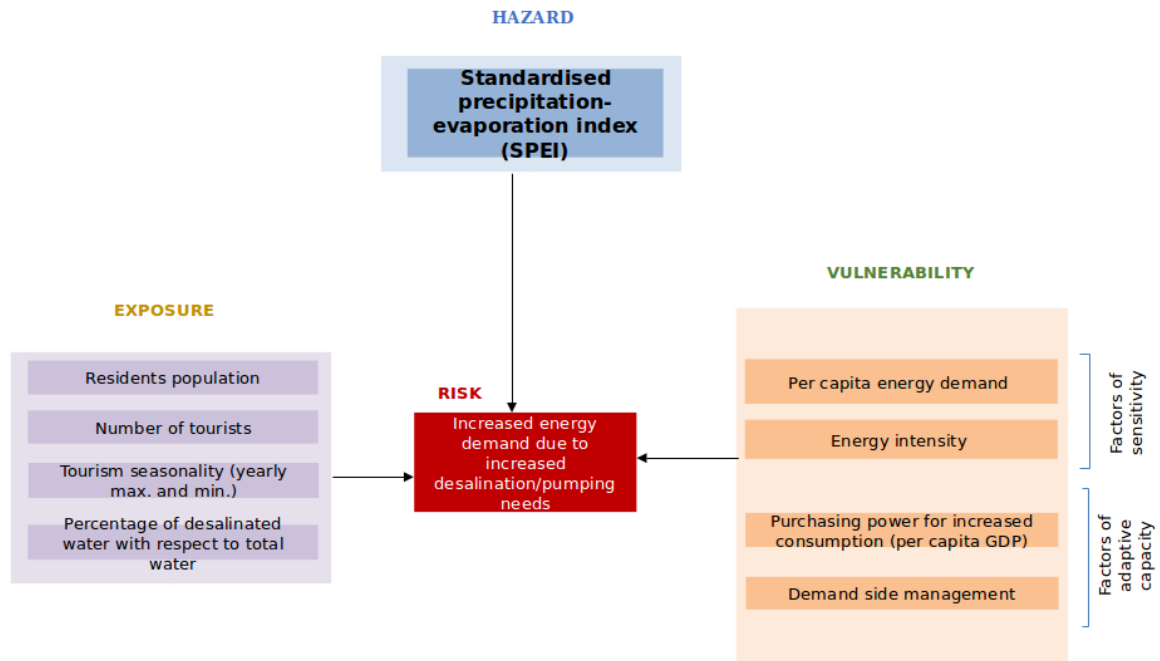 HAZARD
Standardised
precipitation-
evaporation index
(SPEI)
VULNERABILITY
EXPOSURE
Residents population
Number of tourists
Tourism seasonality (yearly
max. and min.)
Percentage of desalinated
water with respect to total
water
RISK
Increased energy
demand due to
increased
desalination/pumping
needs
Per capita energy demand
Energy intensity
Purchasing power for increased
consumption (per capita GDP)
Demand side management
Factors of
sensitivity
Factors of
adaptive
capacity